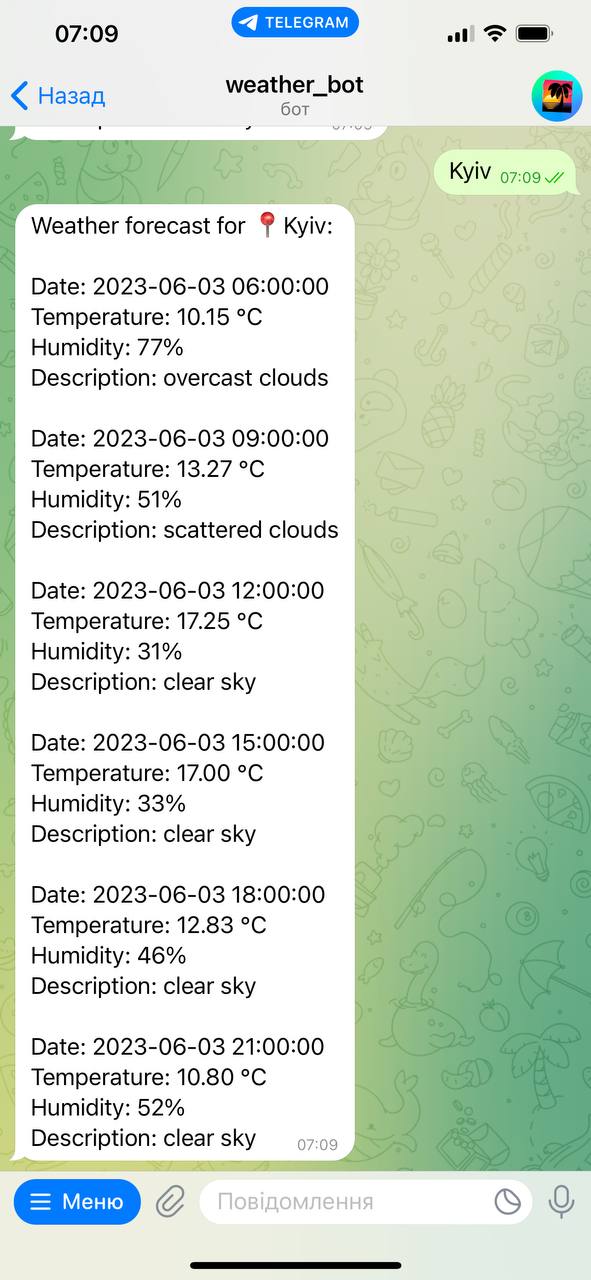 07:09
TELEGRAM
Назад
weather_bot
бот
07:09
Kyiv 07:09
Weather forecast for 📍 Kyiv:
Date: 2023-06-03 06:00:00
Temperature: 10.15 °C
Humidity: 77%
Description: overcast clouds
Date: 2023-06-03 09:00:00
Temperature: 13.27 °C
Humidity: 51%
Description: scattered clouds
Date: 2023-06-03 12:00:00
Temperature: 17.25 °C
Humidity: 31%
Description: clear sky
Date: 2023-06-03 15:00:00
Temperature: 17.00 °C
Humidity: 33%
Description: clear sky
Date: 2023-06-03 18:00:00
Temperature: 12.83 °C
Humidity: 46%
Description: clear sky
Date: 2023-06-03 21:00:00
Temperature: 10.80 °C
Humidity: 52%
Description: clear sky 07:09
Меню
Повідомлення